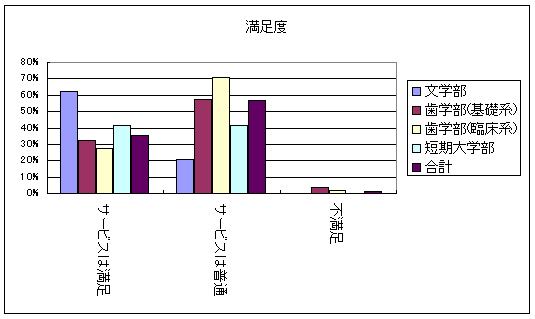 満足度
80%
70%
60%
50%
40%
30%
20%
10%
0%
サービスは満足
サービスは普通
不満足
文学部
歯学部(基礎系)
歯学部(臨床系)
短期大学部
合計